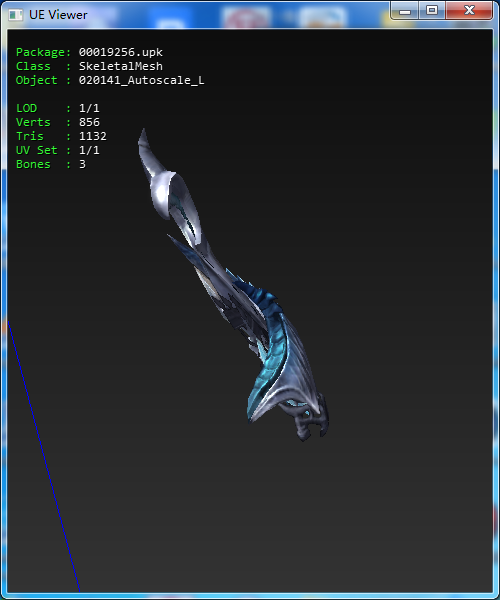 UE Viewer
Package: 00019256.upk
Class : SkeletalMesh
Object : 020141_Autoscale_L
LOD : 1/1
Verts : 856
Tris : 1132
UV Set : 1/1
Bones : 3